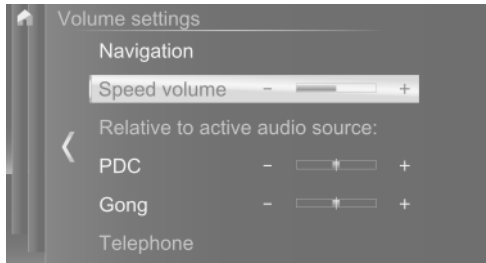 Volume settings
Navigation
Speed volume - +
Relative to active audio source:
PDC - +
Gong - +
Telephone